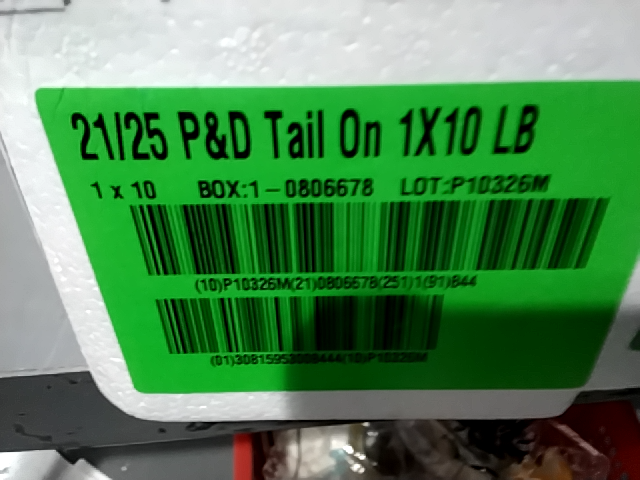 21/25 P&D Tail On 1X10 LB
1 x 10 BOX:1-0806678 LOT:P10326M
(10)P10326M(21)0806678(251)1(91)844